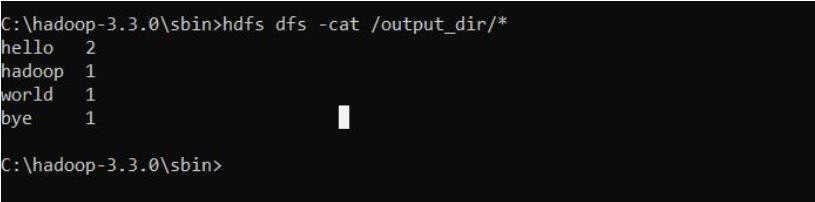 C:\hadoop-3.3.0\sbin>hdfs dfs -cat /output_dir/*
hello   2
hadoop  1
world   1
bye     1
C:\hadoop-3.3.0\sbin>